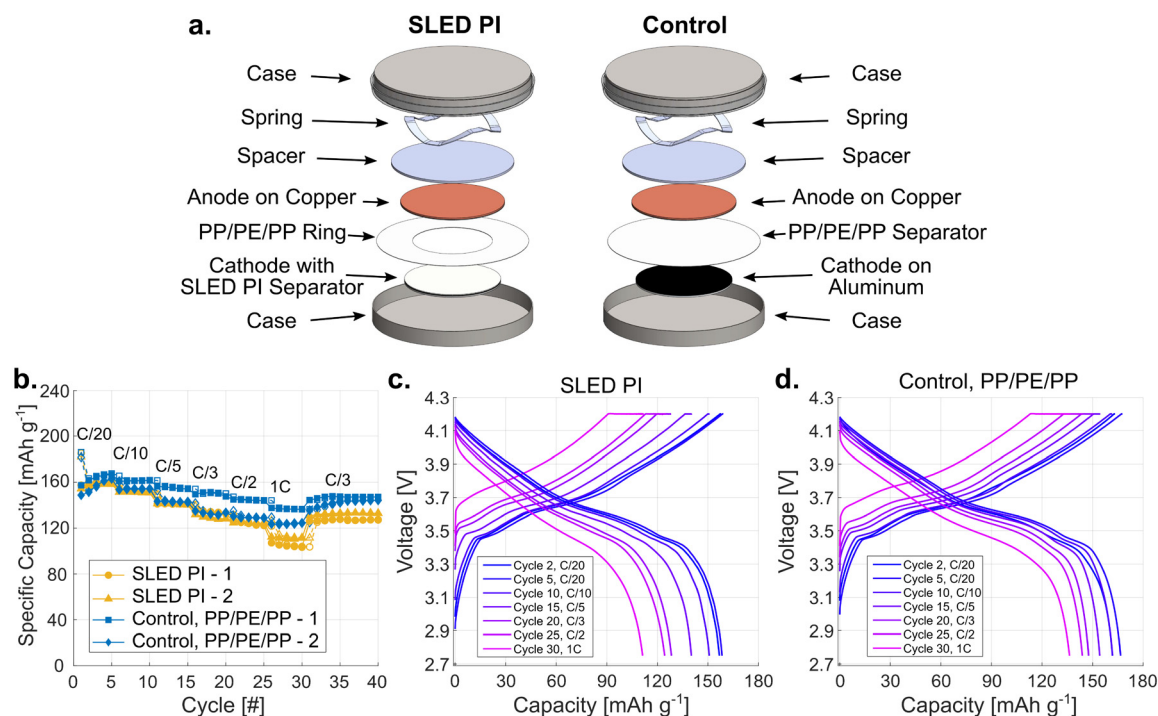 a.
SLED PI
Control
Case
Case
Spring
Spring
Spacer
Spacer
Anode on Copper
Anode on Copper
PP/PE/PP Ring
PP/PE/PP Separator
Cathode with
SLED PI Separator
Cathode on
Aluminum
Case
Case
b.
Specific Capacity [mAh g-1]
240
200
160
120
80
40
0
C/20
C/10
C/5
C/3
C/2
1C
C/3
SLED PI - 1
SLED PI - 2
Control, PP/PE/PP - 1
Control, PP/PE/PP - 2
0 5 10 15 20 25 30 35 40
Cycle [#]
c.
SLED PI
Voltage [V]
4.3
4.1
3.9
3.7
3.5
3.3
3.1
2.9
2.7
Cycle 2, C/20
Cycle 5, C/20
Cycle 10, C/10
Cycle 15, C/5
Cycle 20, C/3
Cycle 25, C/2
Cycle 30, 1C
0 30 60 90 120 150 180
Capacity [mAh g-1]
d.
Control, PP/PE/PP
Voltage [V]
4.3
4.1
3.9
3.7
3.5
3.3
3.1
2.9
2.7
Cycle 2, C/20
Cycle 5, C/20
Cycle 10, C/10
Cycle 15, C/5
Cycle 20, C/3
Cycle 25, C/2
Cycle 30, 1C
0 30 60 90 120 150 180
Capacity [mAh g-1]